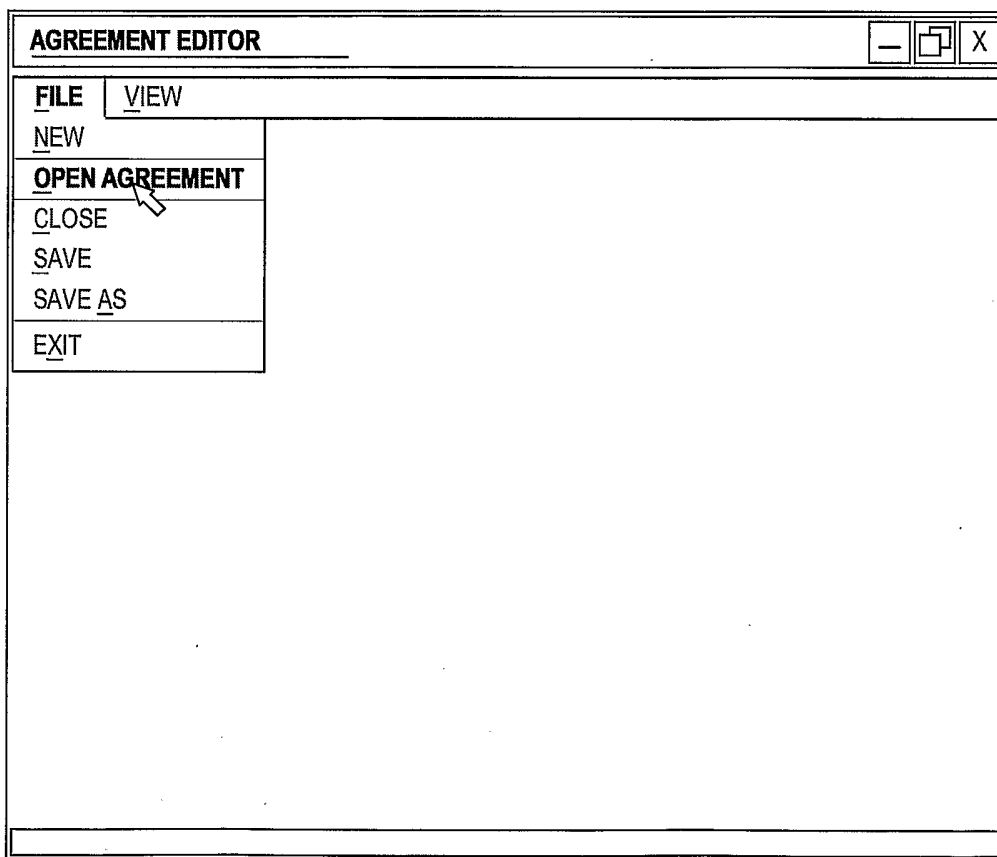 AGREEMENT EDITOR X
FILE VIEW
NEW
OPEN AGREEMENT
CLOSE
SAVE
SAVE AS
EXIT